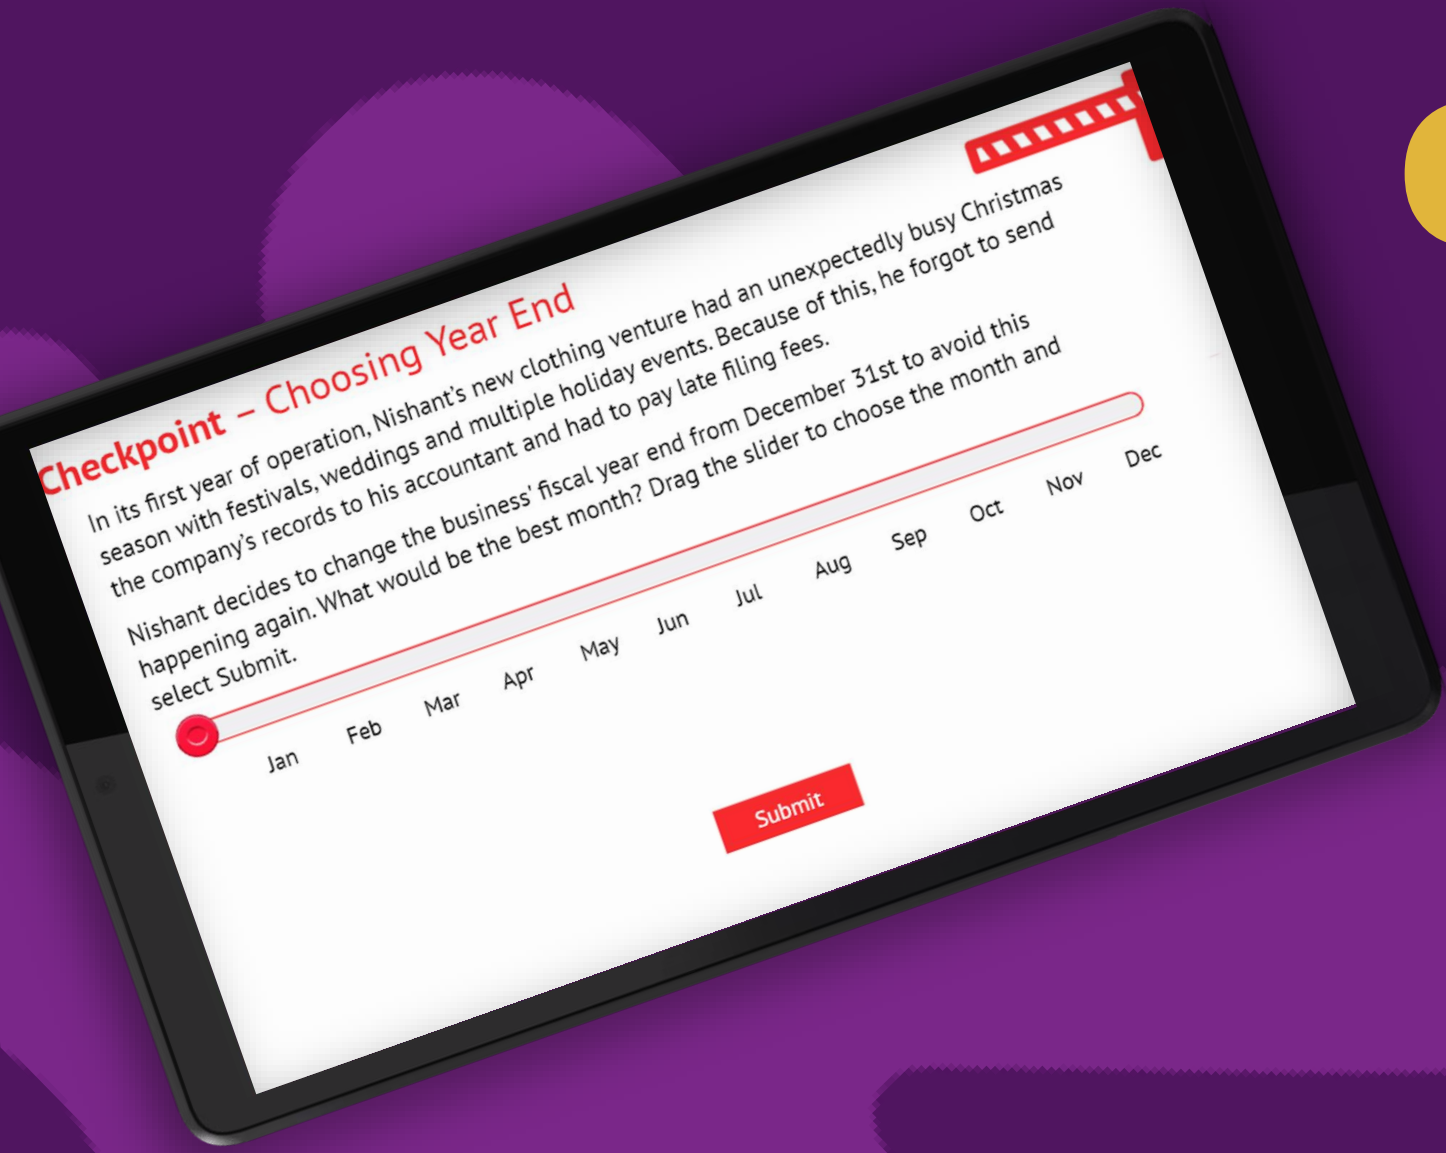 Checkpoint – Choosing Year End
In its first year of operation, Nishant's new clothing venture had an unexpectedly busy Christmas
season with festivals, weddings and multiple holiday events. Because of this, he forgot to send
the company's records to his accountant and had to pay late filing fees.
Nishant decides to change the business' fiscal year end from December 31st to avoid this
happening again. What would be the best month? Drag the slider to choose the month and
select Submit.
Jan Feb Mar Apr May Jun Jul Aug Sep Oct Nov Dec
Submit